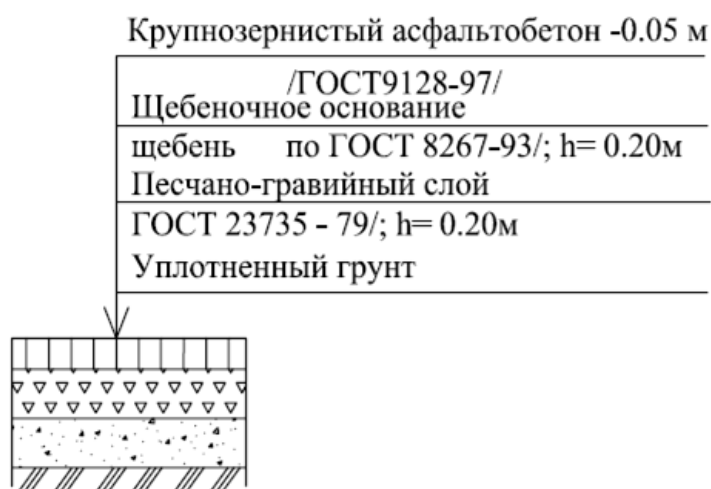 Крупнозернистый асфальтобетон -0.05 м
/ГОСТ9128-97/
Щебеночное основание
щебень по ГОСТ 8267-93/; h= 0.20м
Песчано-гравийный слой
ГОСТ 23735 - 79/; h= 0.20м
Уплотненный грунт